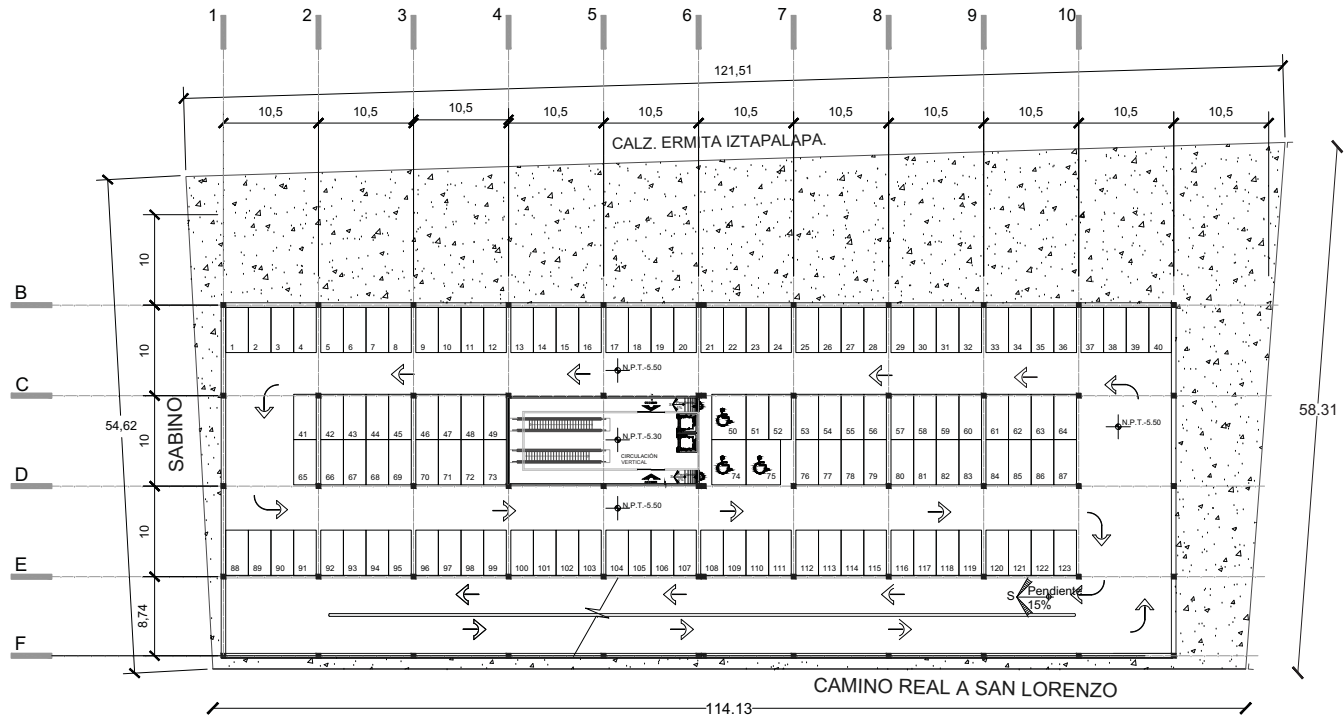 1 2 3 4 5 6 7 8 9 10
121,51
10,5 10,5 10,5 10,5 10,5 10,5 10,5 10,5 10,5 10,5 10,5
CALZ. ERMITA IZTAPALAPA.
10
B
1 2 3 4 5 6 7 8 9 10 11 12 13 14 15 16 17 18 19 20 21 22 23 24 25 26 27 28 29 30 31 32 33 34 35 36 37 38 39 40
10
N.P.T.-5.50
C
58.31
54,62
SABINO
41 42 43 44 45 46 47 48 49 50 51 52 53 54 55 56 57 58 59 60 61 62 63 64
N.P.T.-5.50
10
N.P.T.-5.30
CIRCULACIÓN
VERTICAL
65 66 67 68 69 70 71 72 73 74 75 76 77 78 79 80 81 82 83 84 85 86 87
D
N.P.T.-5.50
10
88 89 90 91 92 93 94 95 96 97 98 99 100 101 102 103 104 105 106 107 108 109 110 111 112 113 114 115 116 117 118 119 120 121 122 123
E
S Pendiente
15%
8,74
F
CAMINO REAL A SAN LORENZO
114.13